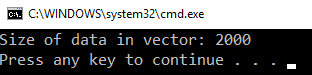 C:\WINDOWS\system32\cmd.exe
Size of data in vector: 2000
Press any key to continue . . .